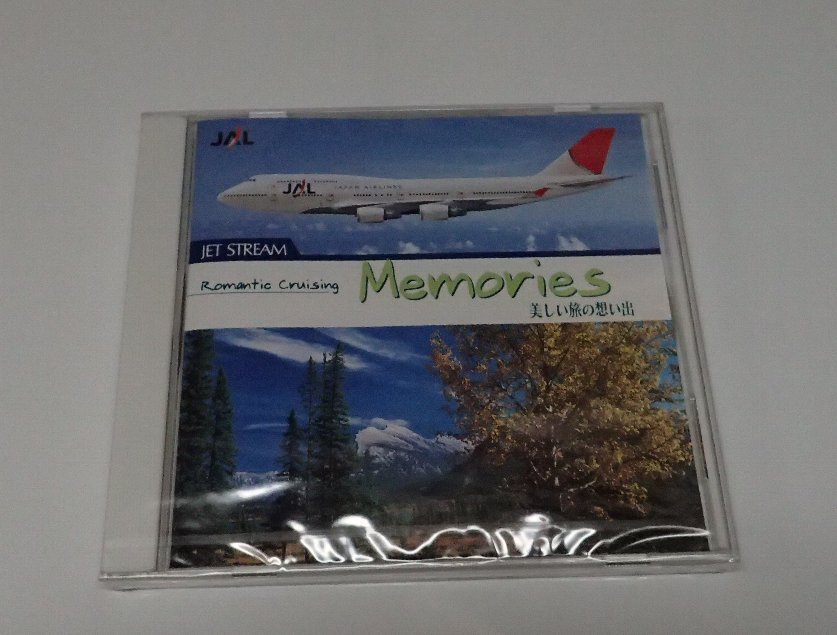 JAL
JAL JAPAN AIRLINES
JET STREAM
Romantic Cruising Memories
美しい旅の想い出